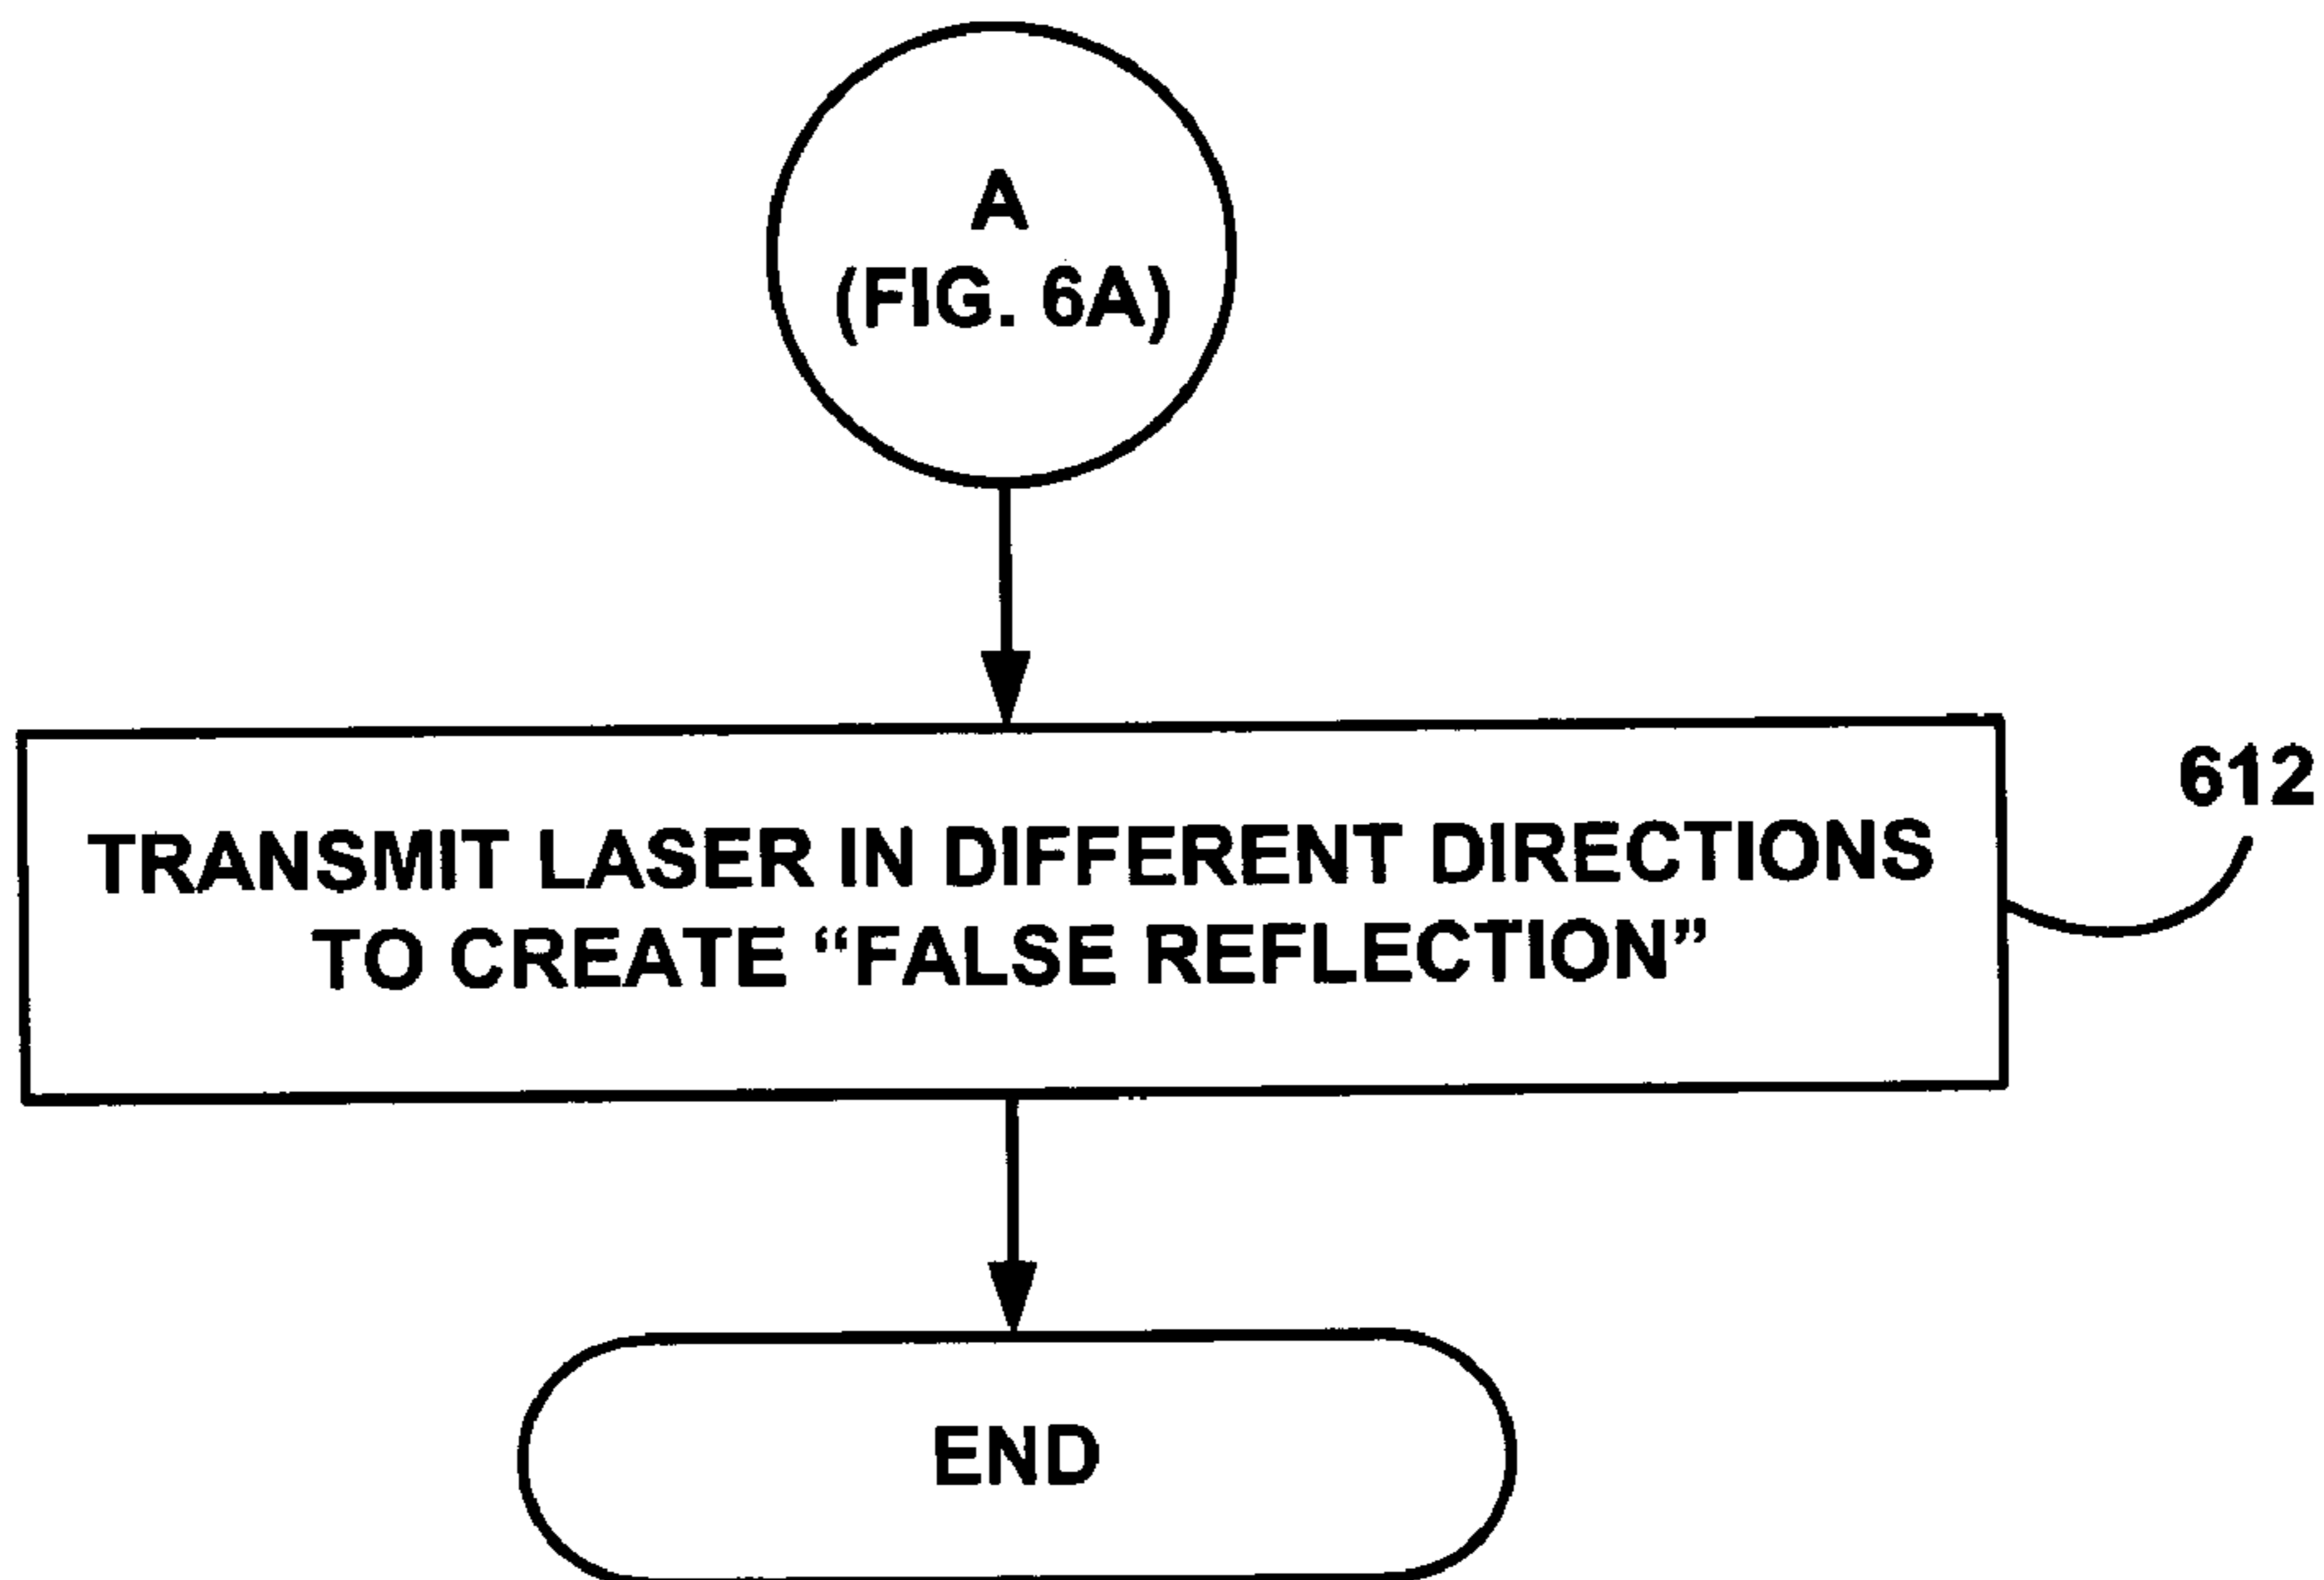 A
(FIG. 6A)
TRANSMIT LASER IN DIFFERENT DIRECTIONS
TO CREATE “FALSE REFLECTION”
612
END